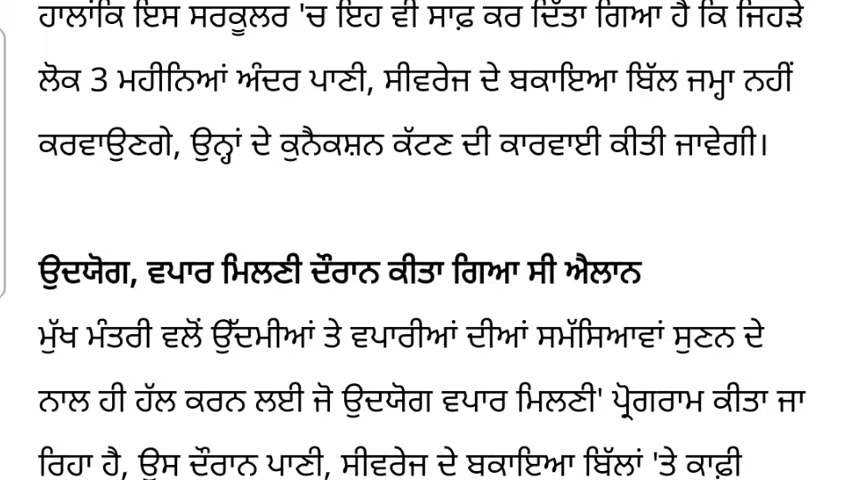 ਹਾਲਾਂਕਿ ਇਸ ਸਰਕੂਲਰ 'ਚ ਇਹ ਵੀ ਸਾਫ਼ ਕਰ ਦਿੱਤਾ ਗਿਆ ਹੈ ਕਿ ਜਿਹੜੇ
ਲੋਕ 3 ਮਹੀਨਿਆਂ ਅੰਦਰ ਪਾਣੀ, ਸੀਵਰੇਜ ਦੇ ਬਕਾਇਆ ਬਿੱਲ ਜਮ੍ਹਾ ਨਹੀਂ
ਕਰਵਾਉਣਗੇ, ਉਨ੍ਹਾਂ ਦੇ ਕੁਨੈਕਸ਼ਨ ਕੱਟਣ ਦੀ ਕਾਰਵਾਈ ਕੀਤੀ ਜਾਵੇਗੀ।
ਉਦਯੋਗ, ਵਪਾਰ ਮਿਲਣੀ ਦੌਰਾਨ ਕੀਤਾ ਗਿਆ ਸੀ ਐਲਾਨ
ਮੁੱਖ ਮੰਤਰੀ ਵਲੋਂ ਉੱਦਮੀਆਂ ਤੇ ਵਪਾਰੀਆਂ ਦੀਆਂ ਸਮੱਸਿਆਵਾਂ ਸੁਣਨ ਦੇ
ਨਾਲ ਹੀ ਹੱਲ ਕਰਨ ਲਈ ਜੋ ਉਦਯੋਗ ਵਪਾਰ ਮਿਲਣੀ' ਪ੍ਰੋਗਰਾਮ ਕੀਤਾ ਜਾ
ਰਿਹਾ ਹੈ, ਉਸ ਦੌਰਾਨ ਪਾਣੀ, ਸੀਵਰੇਜ ਦੇ ਬਕਾਇਆ ਬਿੱਲਾਂ 'ਤੇ ਕਾਫ਼ੀ